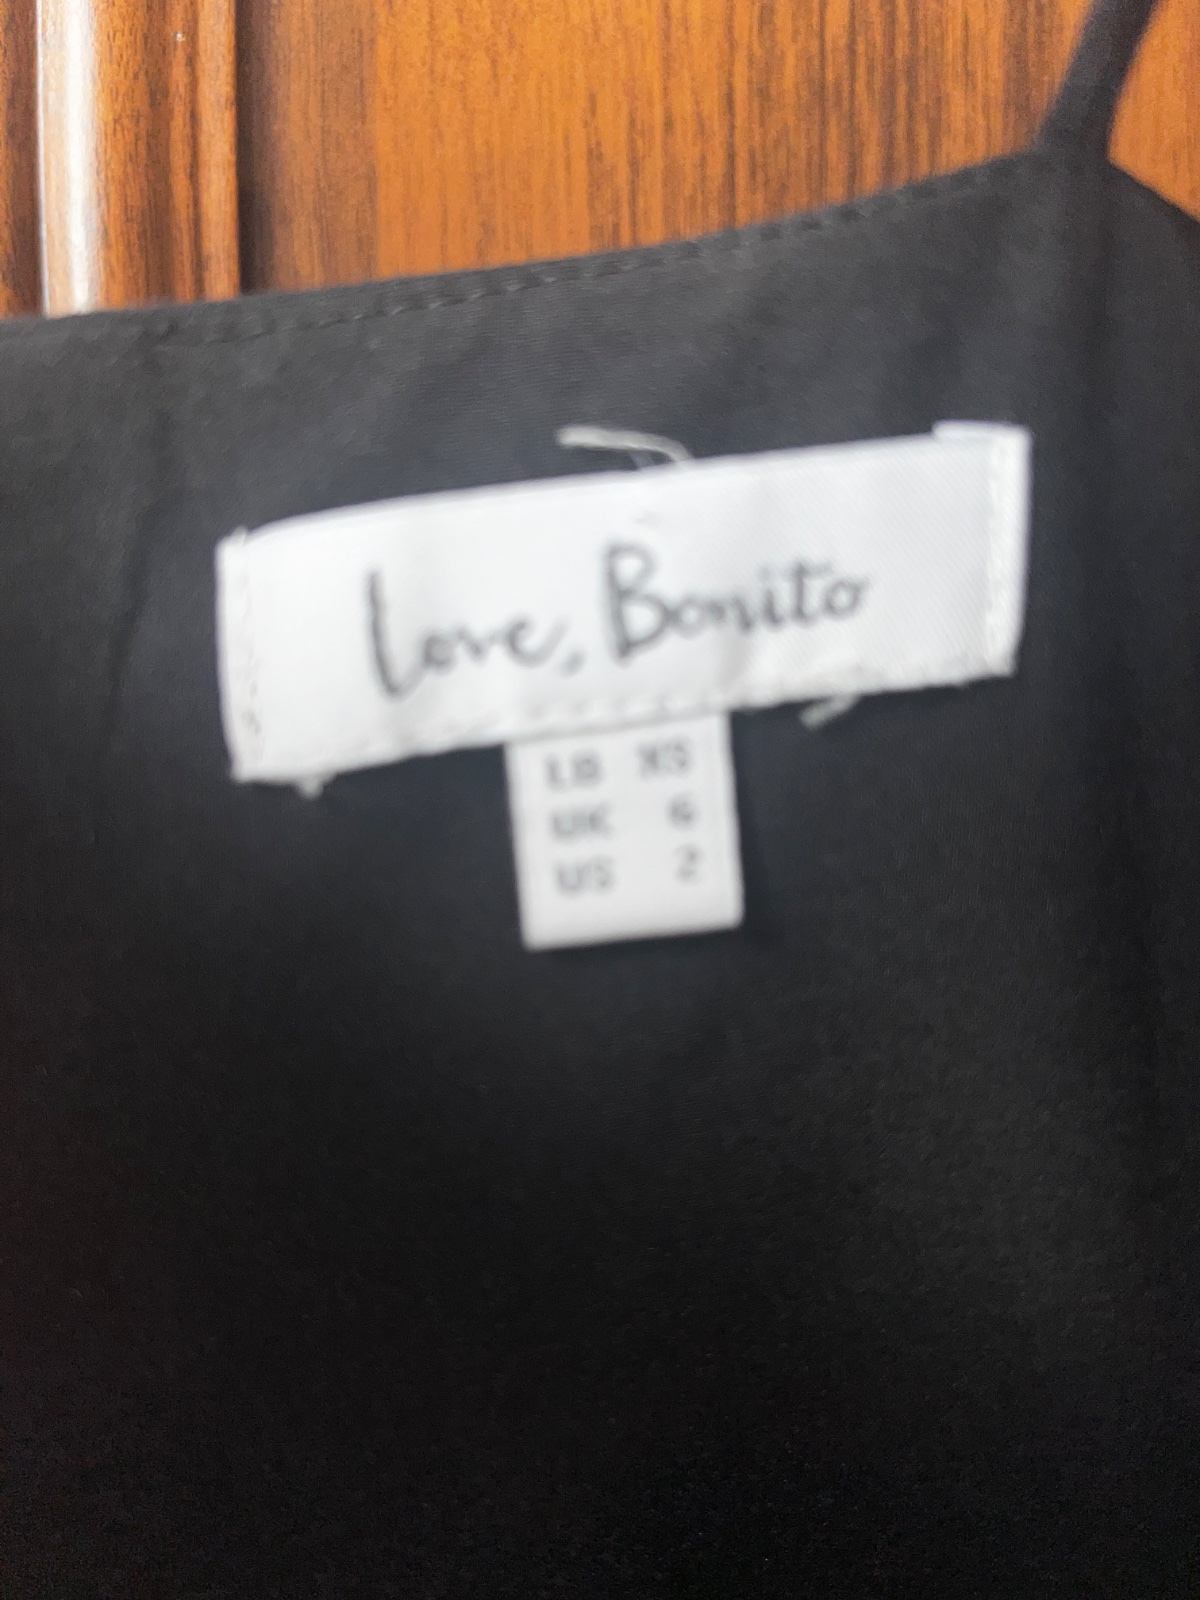 Love, Bonito
LB XS
UK 6
US 2